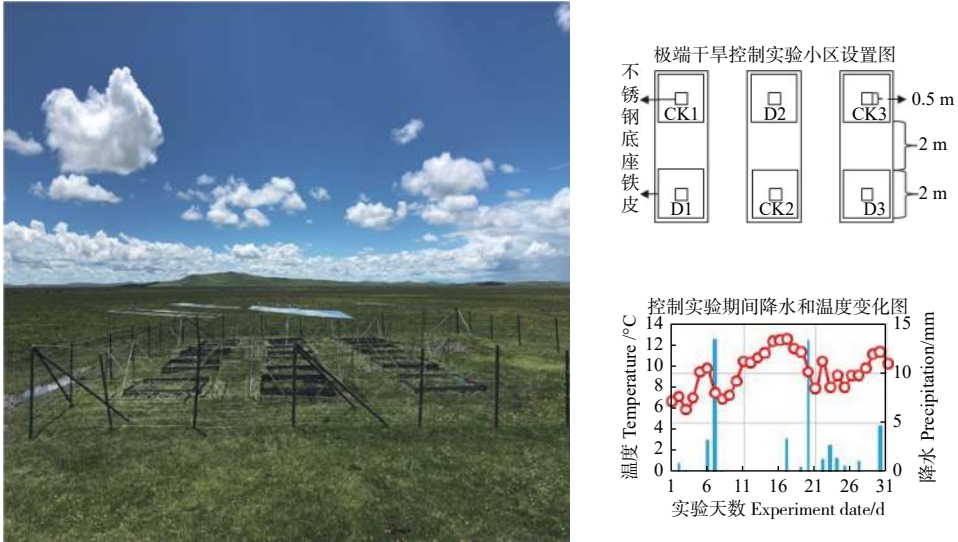 极端干旱控制实验小区设置图
不锈钢底座
铁皮
CK1
D2
CK3
0.5 m
2 m
2 m
D1
CK2
D3
控制实验期间降水和温度变化图
温度 Temperature /°C
14
12
10
8
6
4
2
0
15
10
5
0
降水 Precipitation/mm
1 6 11 16 21 26 31
实验天数 Experiment date/d